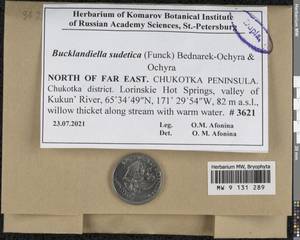 Herbarium of Komarov Botanical Institute
of Russian Academy Sciences, St.-Petersburg
Dupla
Bucklandiella sudetica (Funck) Bednarek-Ochyra &
Ochyra
NORTH OF FAR EAST. CHUKOTKA PENINSULA.
Chukotka district. Lorinskie Hot Springs, valley of
Kukun' River, 65°34'49"N, 171° 29'54"W, 82 m a.s.l.,
willow thicket along stream with warm water. # 3621
23.07.2021 Leg. O.M. Afonina
Det. O. M. Afonina
Herbarium MW, Bryophyta
MW 9 131 289